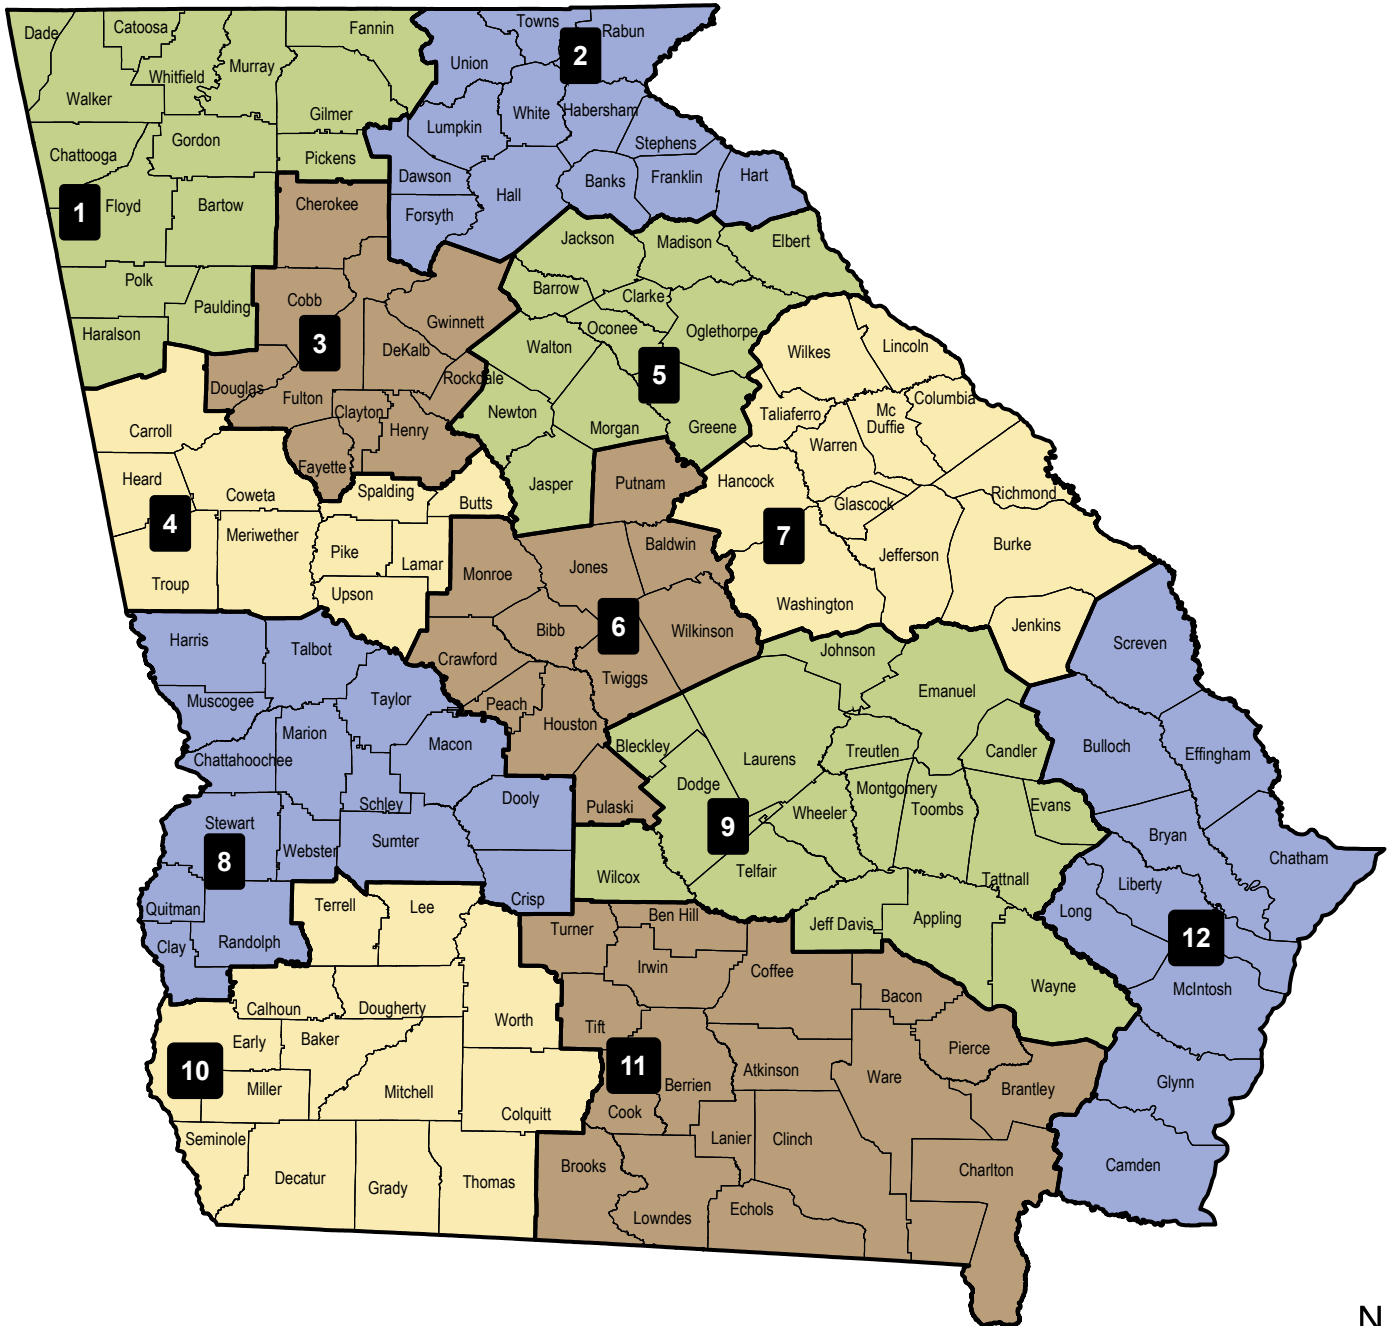 Dade
Catoosa
Fannin
Towns
Rabun
2
Union
Whitfield
Murray
Walker
Gilmer
White
Habersham
Lumpkin
Gordon
Stephens
Chattooga
Pickens
Dawson
Banks
Franklin
Hart
Hall
1
Floyd
Bartow
Cherokee
Forsyth
Jackson
Madison
Elbert
Polk
Barrow
Clarke
Paulding
Cobb
Gwinnett
Oconee
Oglethorpe
Haralson
3
DeKalb
Walton
Wilkes
Lincoln
5
Rockdale
Douglas
Fulton
Clayton
Newton
Columbia
Taliaferro
Mc
Duffie
Carroll
Henry
Morgan
Greene
Warren
Fayette
Heard
Coweta
Spalding
Butts
Jasper
Putnam
Hancock
Glascock
Richmond
4
Meriwether
7
Pike
Lamar
Monroe
Jones
Baldwin
Jefferson
Burke
Troup
Upson
Washington
Jenkins
6
Bibb
Wilkinson
Harris
Talbot
Crawford
Johnson
Screven
Twiggs
Muscogee
Taylor
Peach
Emanuel
Marion
Macon
Houston
Bleckley
Chattahoochee
Laurens
Treutlen
Candler
Bulloch
Effingham
Dodge
Schley
Dooly
Pulaski
Montgomery
Toombs
Evans
Stewart
9
Wheeler
Webster
Sumter
Bryan
8
Telfair
Chatham
Wilcox
Tattnall
Liberty
Quitman
Terrell
Lee
Crisp
Long
Clay
Randolph
Turner
Ben Hill
Jeff Davis
Appling
12
Irwin
Coffee
Calhoun
Dougherty
Worth
Bacon
Wayne
McIntosh
Tift
Early
Baker
Pierce
10
11
Atkinson
Ware
Miller
Mitchell
Berrien
Brantley
Glynn
Colquitt
Cook
Seminole
Lanier
Clinch
Decatur
Grady
Thomas
Brooks
Charlton
Camden
Lowndes
Echols
N